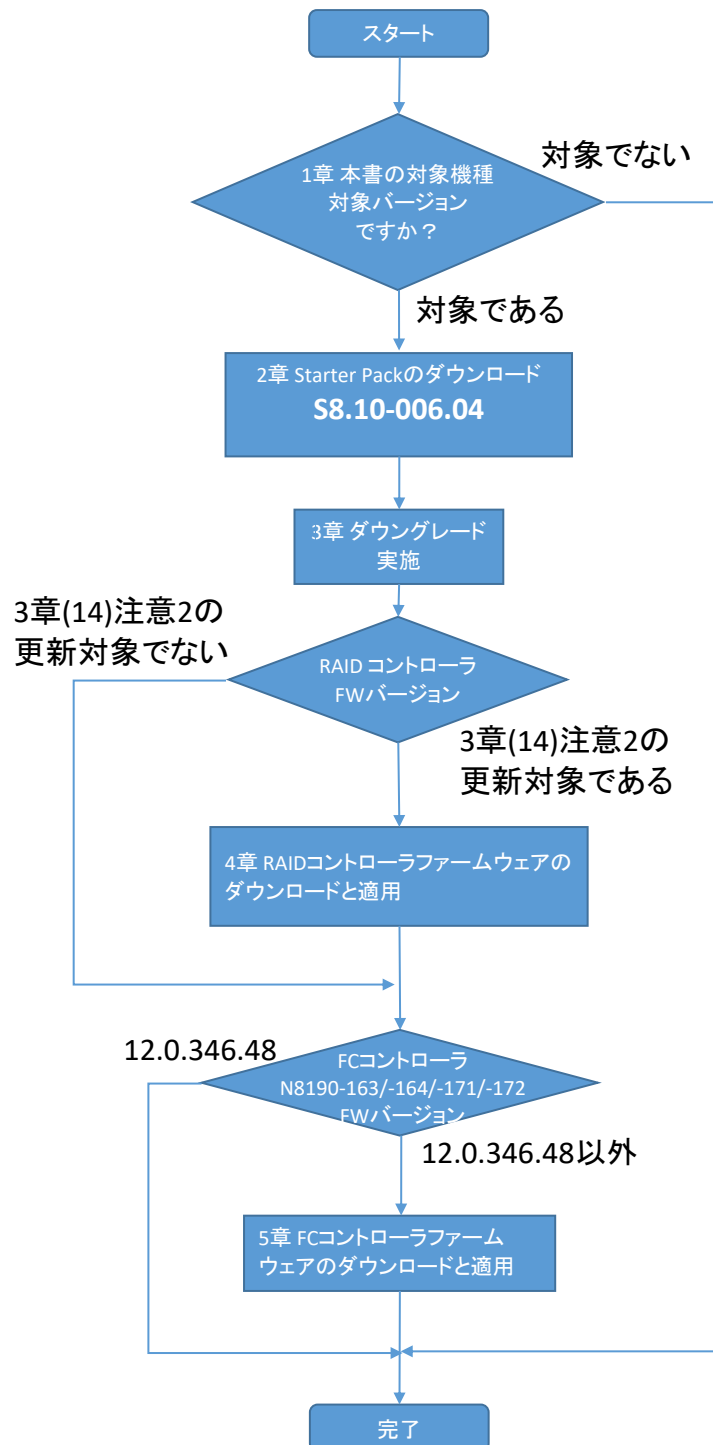 スタート
1章 本書の対象機種
対象バージョン
ですか？
対象でない
対象である
2章 Starter Packのダウンロード
S8.10-006.04
3章 ダウングレード
実施
3章(14)注意2の
更新対象でない
RAID コントローラ
FWバージョン
3章(14)注意2の
更新対象である
4章 RAIDコントローラファームウェアの
ダウンロードと適用
12.0.346.48
FCコントローラ
N8190-163/-164/-171/-172
FWバージョン
12.0.346.48以外
5章 FCコントローラファーム
ウェアのダウンロードと適用
完了